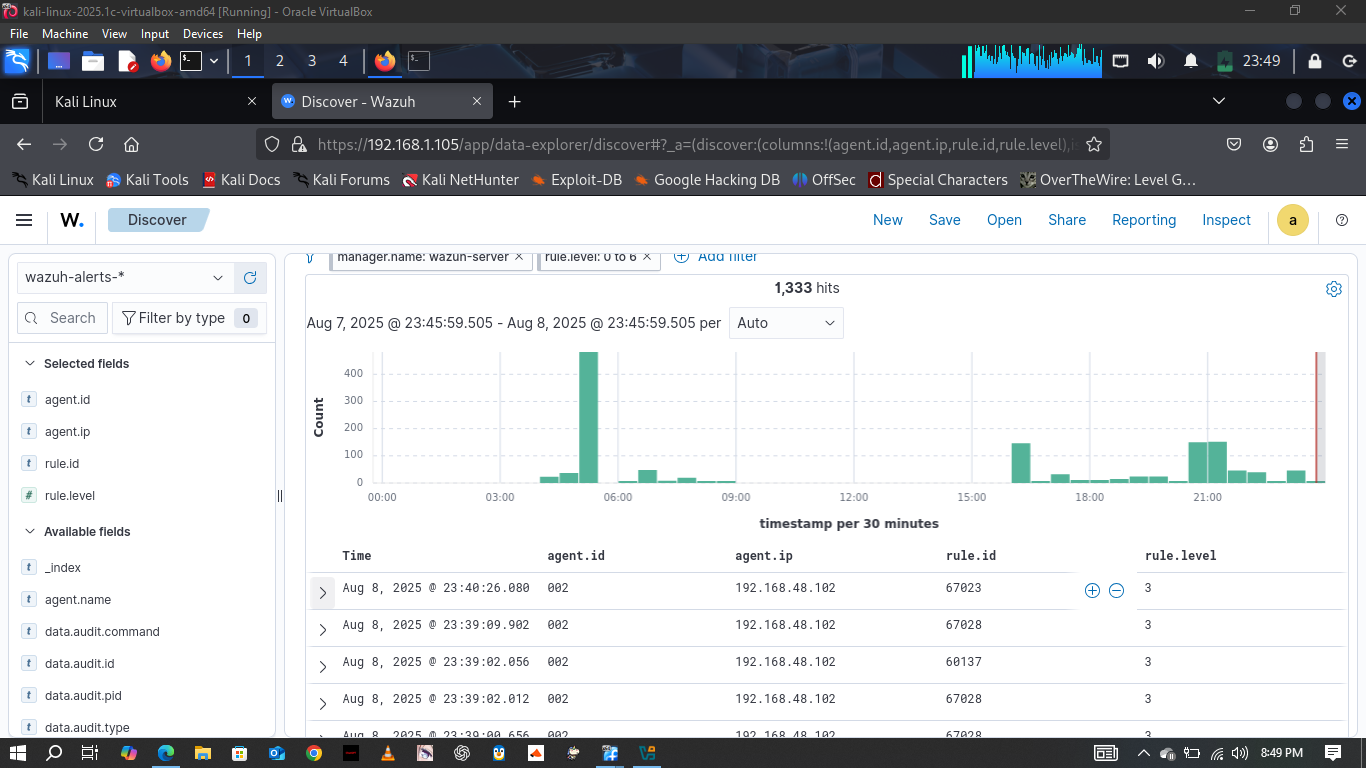 kali-linux-2025.1c-virtualbox-amd64 [Running] - Oracle VirtualBox
File Machine View Input Devices Help
1 2 3 4 23:49
Kali Linux Discover - Wazuh
https://192.168.1.105/app/data-explorer/discover#?_a=(discover:(columns:!(agent.id,agent.ip,rule.id,rule.level),is
Kali Linux Kali Tools Kali Docs Kali Forums Kali NetHunter Exploit-DB Google Hacking DB OffSec Special Characters OverTheWire: Level G…
W. Discover New Save Open Share Reporting Inspect a
wazuh-alerts-*
Search Filter by type 0
Selected fields
t agent.id
t agent.ip
t rule.id
# rule.level
Available fields
t _index
t agent.name
t data.audit.command
t data.audit.id
t data.audit.pid
t data.audit.type
manager.name: wazuh-server × rule.level: 0 to 6 × Add filter
1,333 hits
Aug 7, 2025 @ 23:45:59.505 - Aug 8, 2025 @ 23:45:59.505 per Auto
Count
400
300
200
100
0
00:00 03:00 06:00 09:00 12:00 15:00 18:00 21:00
timestamp per 30 minutes
Time agent.id agent.ip rule.id rule.level
Aug 8, 2025 @ 23:40:26.080 002 192.168.48.102 67023 3
Aug 8, 2025 @ 23:39:09.902 002 192.168.48.102 67028 3
Aug 8, 2025 @ 23:39:02.056 002 192.168.48.102 60137 3
Aug 8, 2025 @ 23:39:02.012 002 192.168.48.102 67028 3
Aug 8, 2025 @ 23:39:00.656 002 192.168.48.102 67028 3
8:49 PM